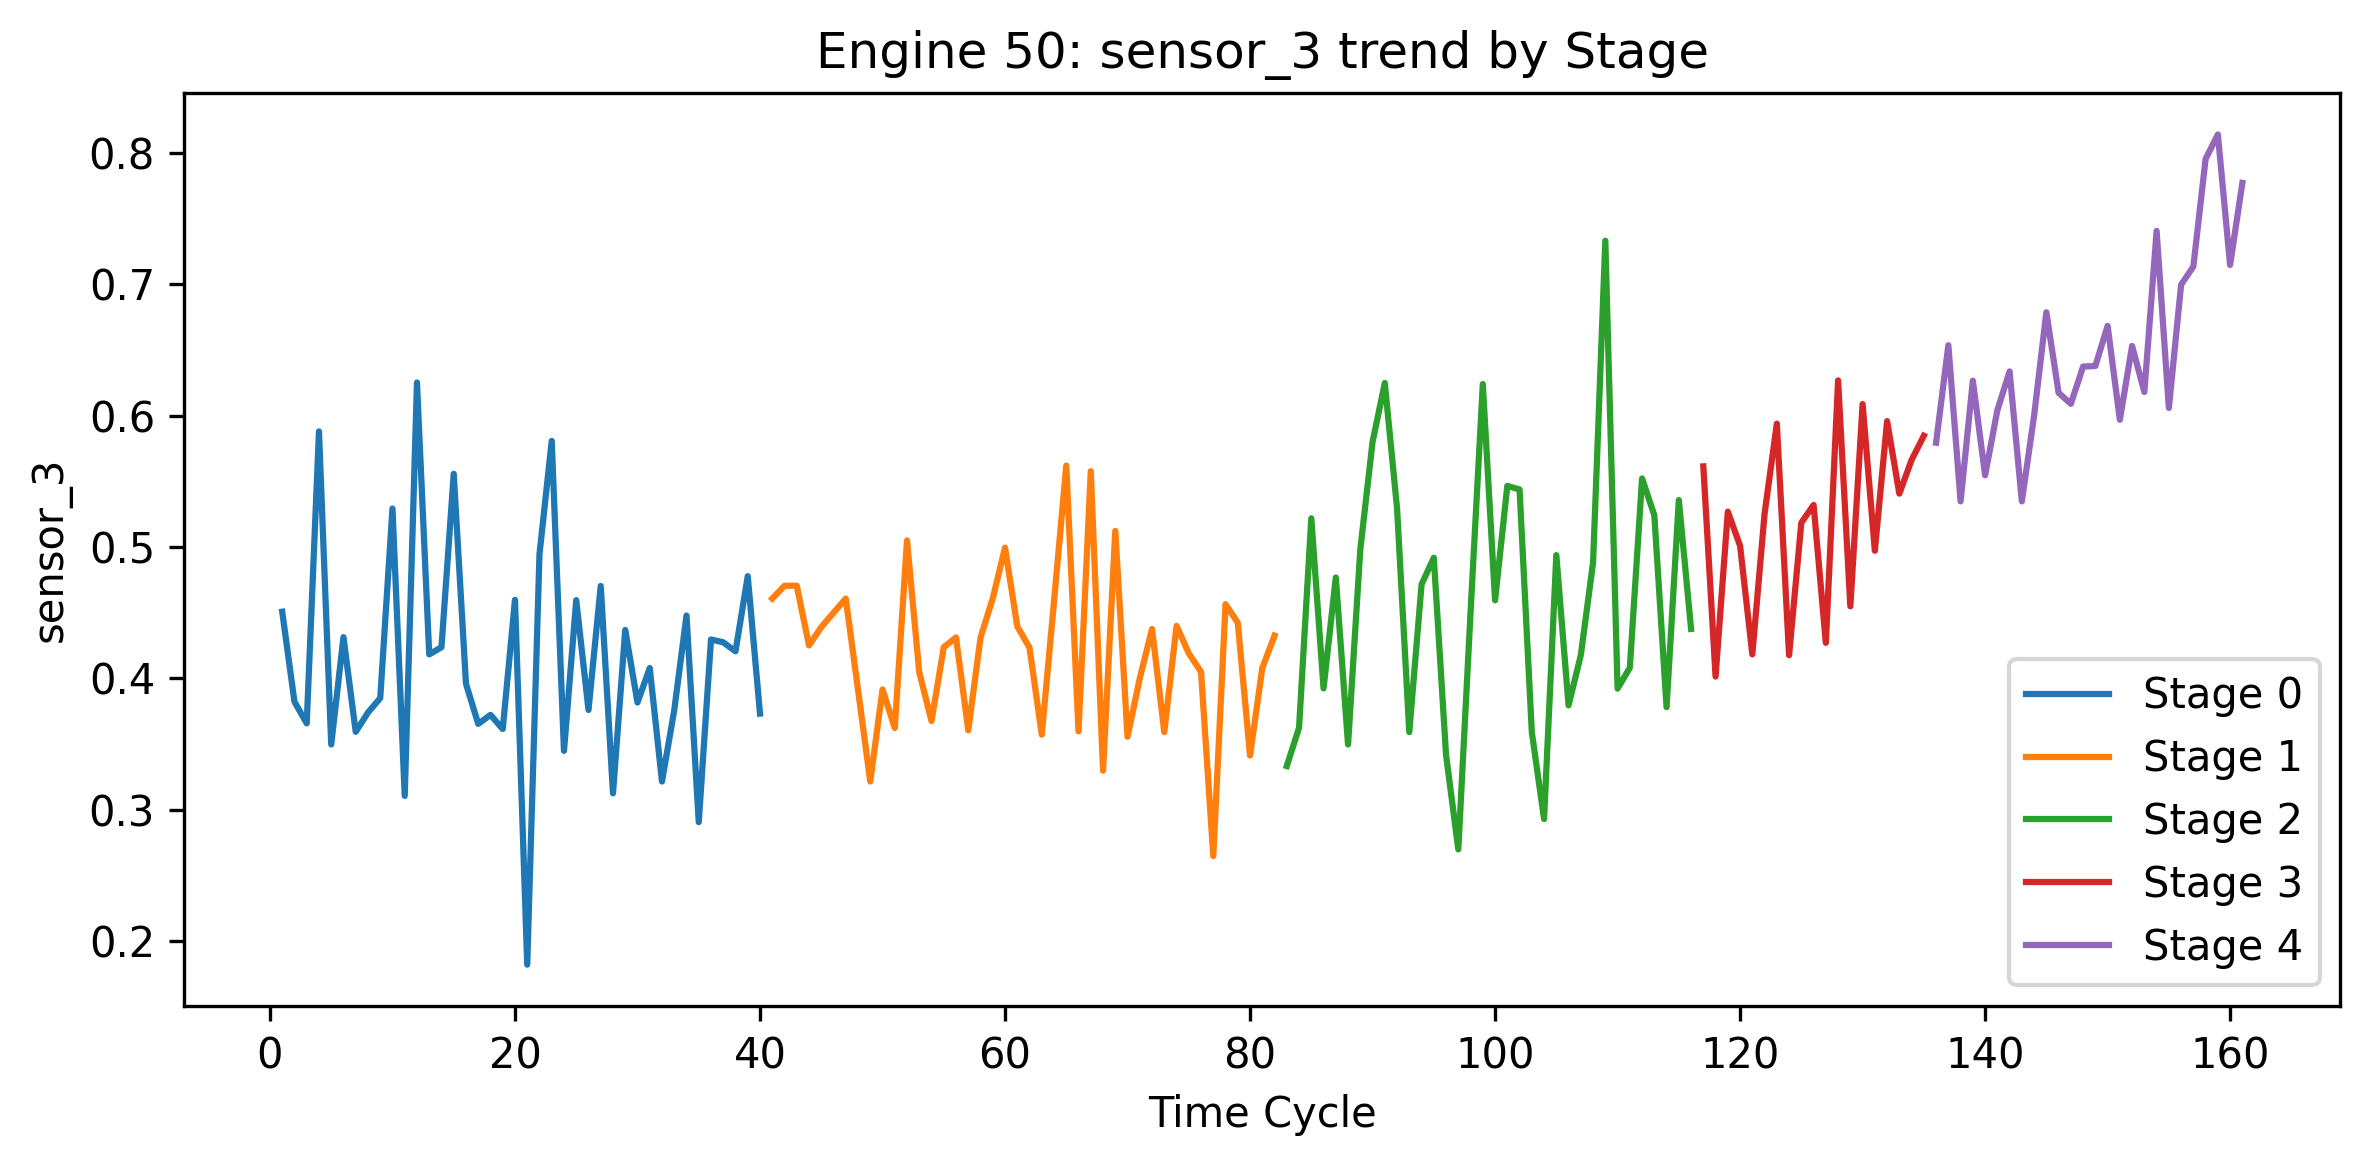 Engine 50: sensor_3 trend by Stage
0.8
0.7
0.6
0.5
0.4
0.3
0.2
sensor_3
Stage 0
Stage 1
Stage 2
Stage 3
Stage 4
0 20 40 60 80 100 120 140 160
Time Cycle